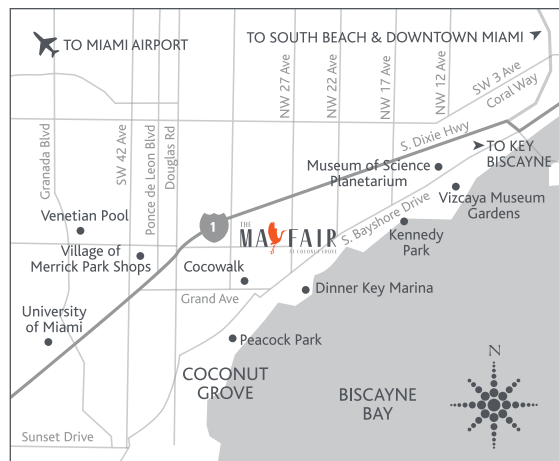 TO MIAMI AIRPORT
TO SOUTH BEACH & DOWNTOWN MIAMI
NW 27 Ave
NW 22 Ave
NW 17 Ave
NW 12 Ave
SW 3 Ave
Coral Way
Granada Blvd
SW 42 Ave
Ponce de Leon Blvd
Douglas Rd
S. Dixie Hwy
TO KEY
BISCAYNE
Museum of Science
Planetarium
Vizcaya Museum
Gardens
Venetian Pool
1
THE
MAYFAIR
AT COCONUT GROVE
S. Bayshore Drive
Kennedy
Park
Village of
Merrick Park Shops
Cocowalk
Grand Ave
Dinner Key Marina
University
of Miami
Peacock Park
COCONUT
GROVE
BISCAYNE
BAY
N
Sunset Drive